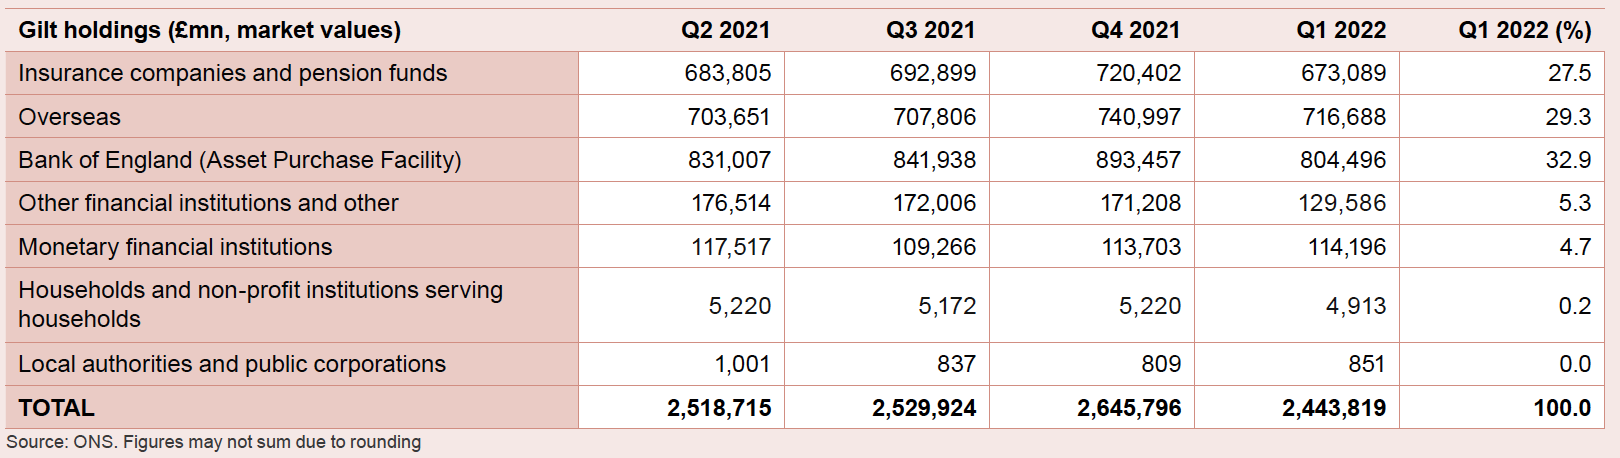 Gilt holdings (£mn, market values) Q2 2021 Q3 2021 Q4 2021 Q1 2022 Q1 2022 (%)
Insurance companies and pension funds 683,805 692,899 720,402 673,089 27.5
Overseas 703,651 707,806 740,997 716,688 29.3
Bank of England (Asset Purchase Facility) 831,007 841,938 893,457 804,496 32.9
Other financial institutions and other 176,514 172,006 171,208 129,586 5.3
Monetary financial institutions 117,517 109,266 113,703 114,196 4.7
Households and non-profit institutions serving
households 5,220 5,172 5,220 4,913 0.2
Local authorities and public corporations 1,001 837 809 851 0.0
TOTAL 2,518,715 2,529,924 2,645,796 2,443,819 100.0
Source: ONS. Figures may not sum due to rounding